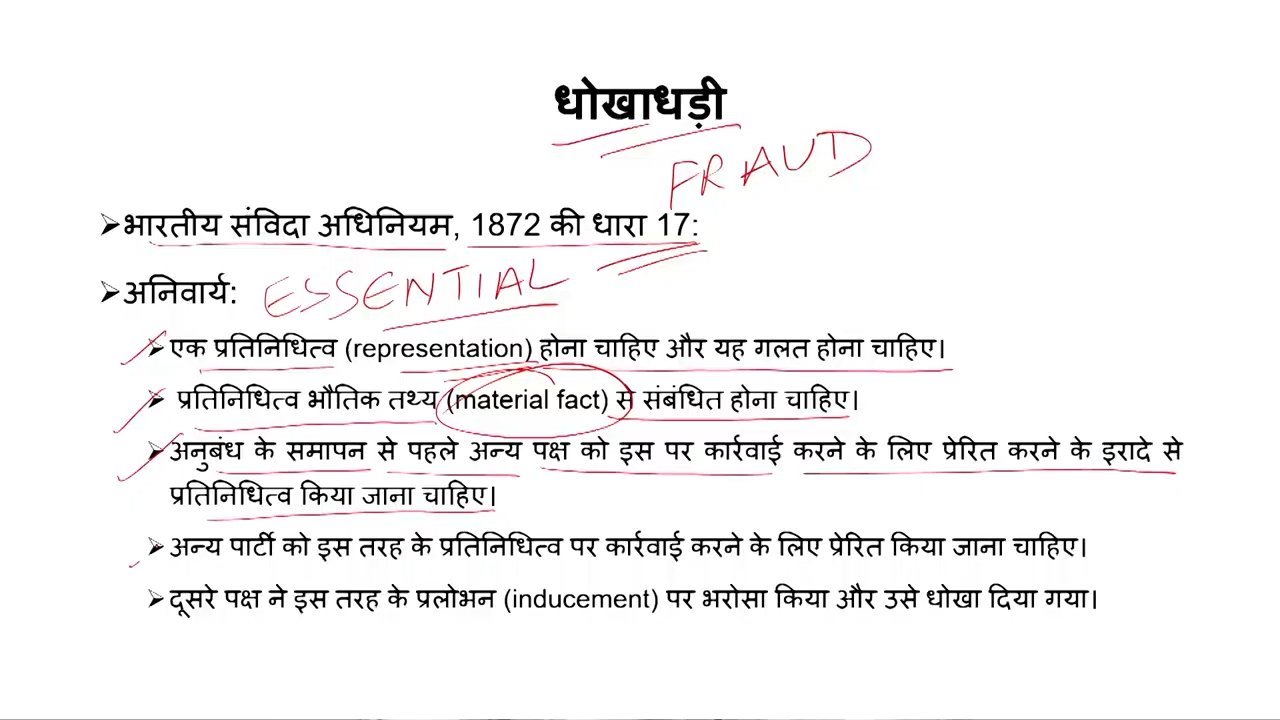 धोखाधड़ी
FRAUD
➢भारतीय संविदा अधिनियम, 1872 की धारा 17:
➢अनिवार्य: ESSENTIAL
➢एक प्रतिनिधित्व (representation) होना चाहिए और यह गलत होना चाहिए।
➢ प्रतिनिधित्व भौतिक तथ्य (material fact) से संबंधित होना चाहिए।
➢अनुबंध के समापन से पहले अन्य पक्ष को इस पर कार्रवाई करने के लिए प्रेरित करने के इरादे से
प्रतिनिधित्व किया जाना चाहिए।
➢अन्य पार्टी को इस तरह के प्रतिनिधित्व पर कार्रवाई करने के लिए प्रेरित किया जाना चाहिए।
➢दूसरे पक्ष ने इस तरह के प्रलोभन (inducement) पर भरोसा किया और उसे धोखा दिया गया।